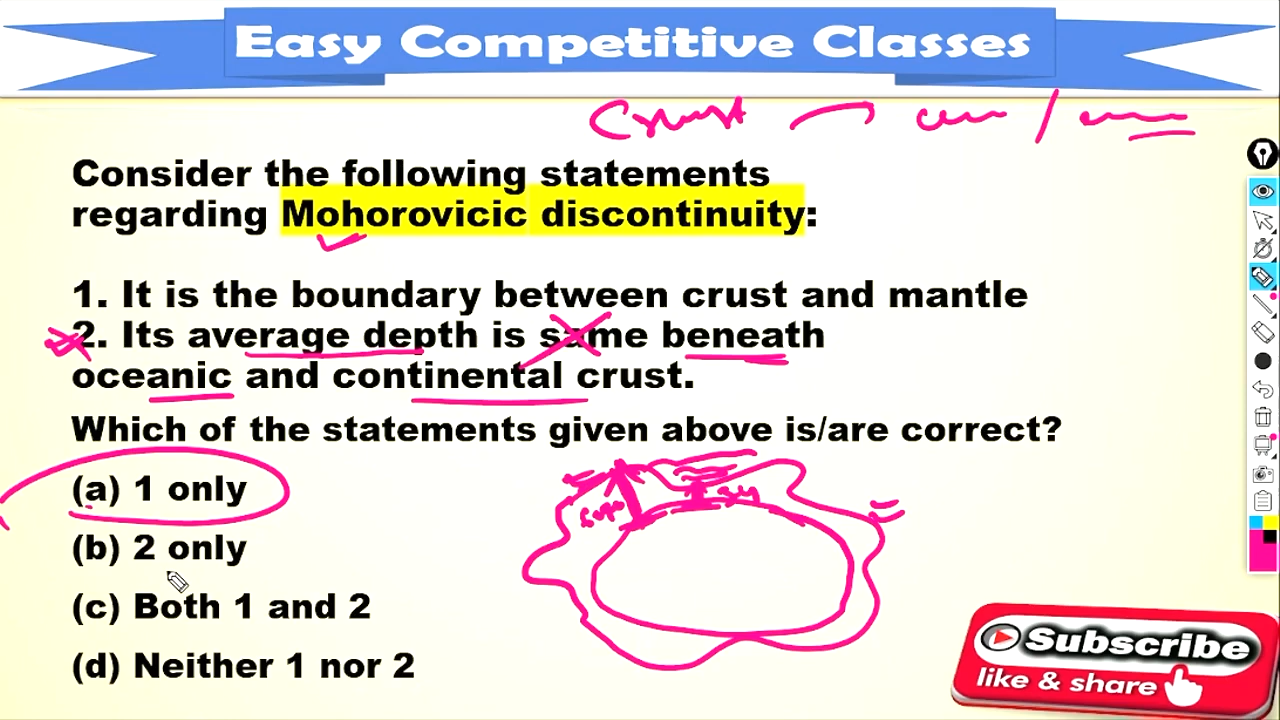 Easy Competitive Classes
Crust
Consider the following statements
regarding Mohorovicic discontinuity:
1. It is the boundary between crust and mantle
2. Its average depth is same beneath
oceanic and continental crust.
Which of the statements given above is/are correct?
(a) 1 only
(b) 2 only
(c) Both 1 and 2
(d) Neither 1 nor 2
Subscribe
like & share